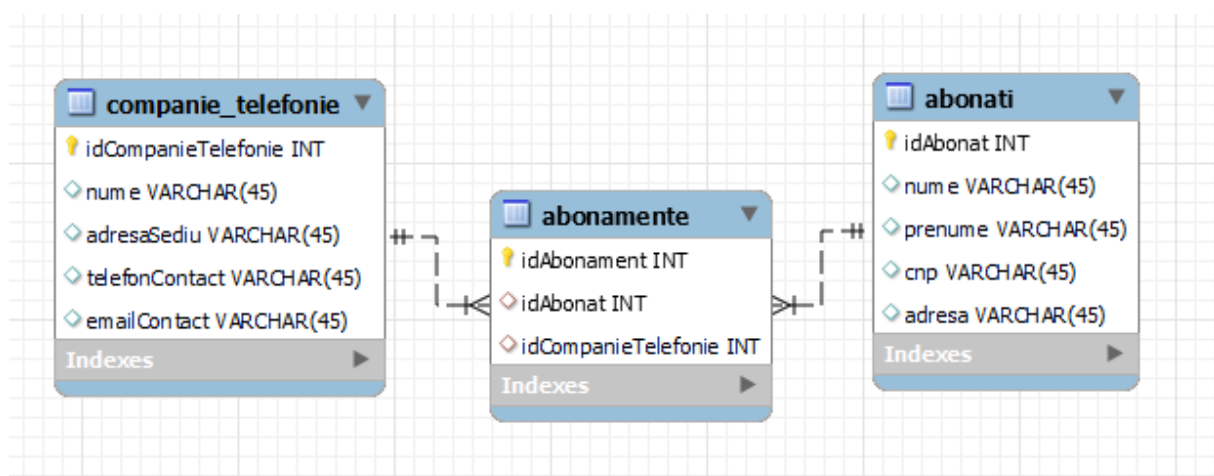 companie_telefonie
idCompanieTelefonie INT
nume VARCHAR(45)
adresaSediu VARCHAR(45)
telefonContact VARCHAR(45)
emailContact VARCHAR(45)
Indexes
abonamente
idAbonament INT
idAbonat INT
idCompanieTelefonie INT
Indexes
abonati
idAbonat INT
nume VARCHAR(45)
prenume VARCHAR(45)
cnp VARCHAR(45)
adresa VARCHAR(45)
Indexes